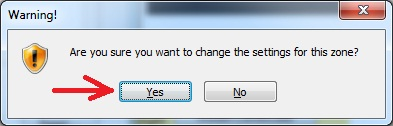 Warning!
Are you sure you want to change the settings for this zone?
Yes No